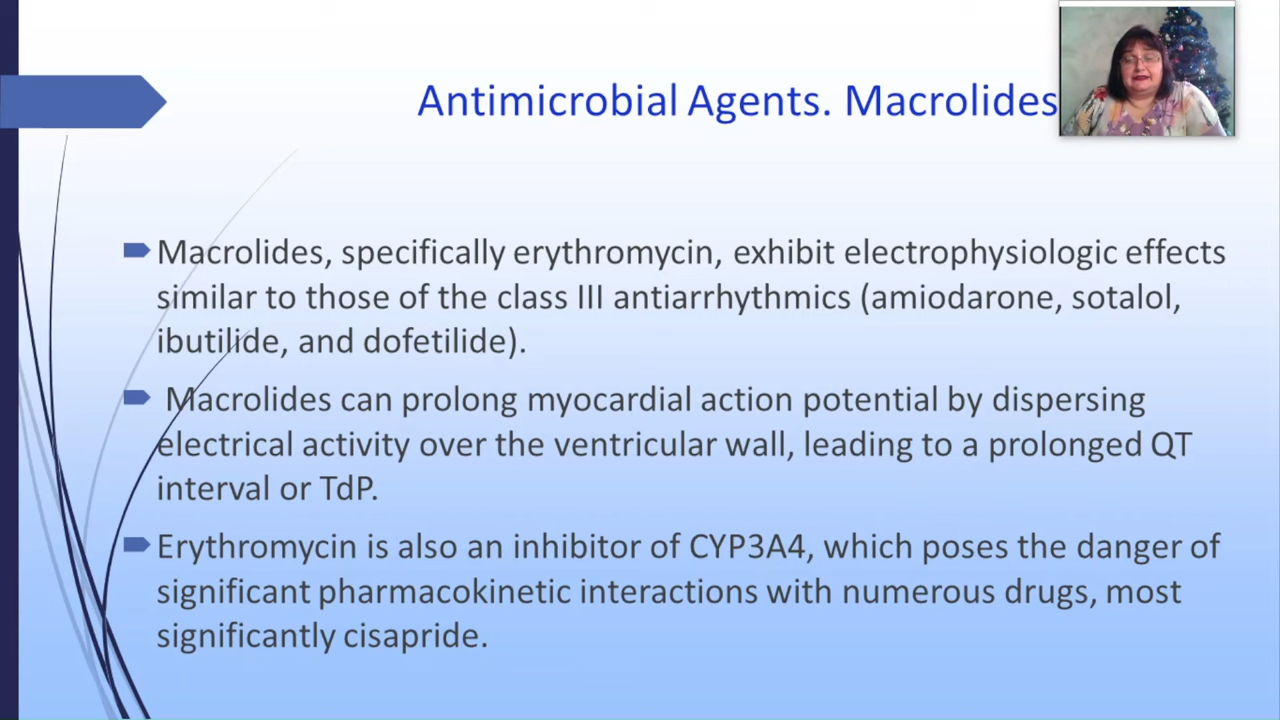 Antimicrobial Agents. Macrolides
Macrolides, specifically erythromycin, exhibit electrophysiologic effects
similar to those of the class III antiarrhythmics (amiodarone, sotalol,
ibutilide, and dofetilide).
Macrolides can prolong myocardial action potential by dispersing
electrical activity over the ventricular wall, leading to a prolonged QT
interval or TdP.
Erythromycin is also an inhibitor of CYP3A4, which poses the danger of
significant pharmacokinetic interactions with numerous drugs, most
significantly cisapride.